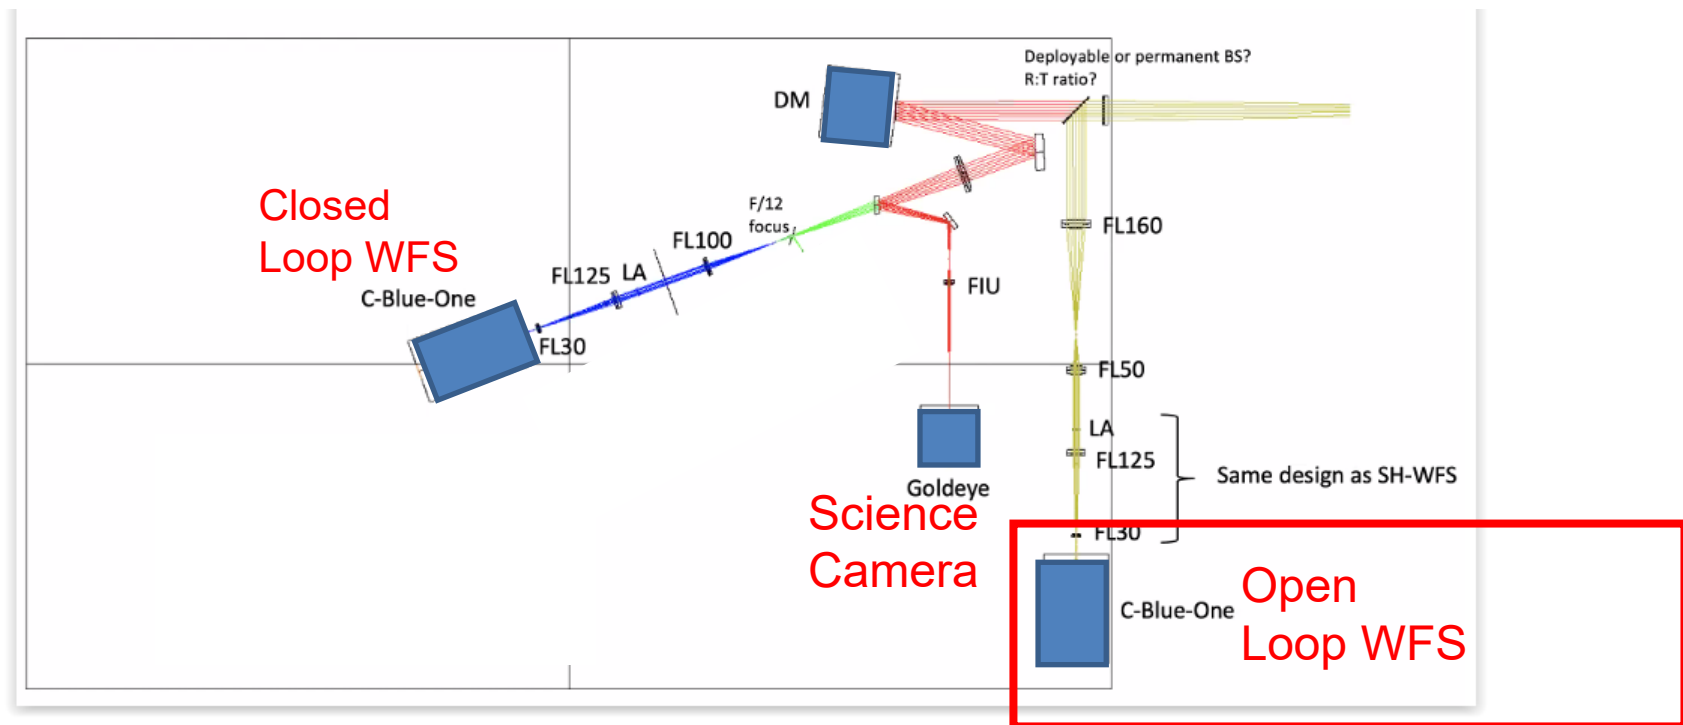 Deployable or permanent BS?
R:T ratio?
DM
Closed
Loop WFS
F/12
focus
FL160
FL100
FL125 LA
C-Blue-One
FIU
FL30
FL50
LA
FL125
Same design as SH-WFS
Goldeye
Science
Camera
FL30
Open
Loop WFS
C-Blue-One